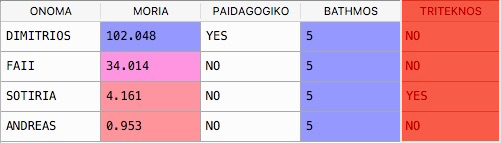 ONOMA MORIA PAIDAGOGIKO BATHMOS TRITEKNOS
DIMITRIOS 102.048 YES 5 NO
FAII 34.014 NO 5 NO
SOTIRIA 4.161 NO 5 YES
ANDREAS 0.953 NO 5 NO